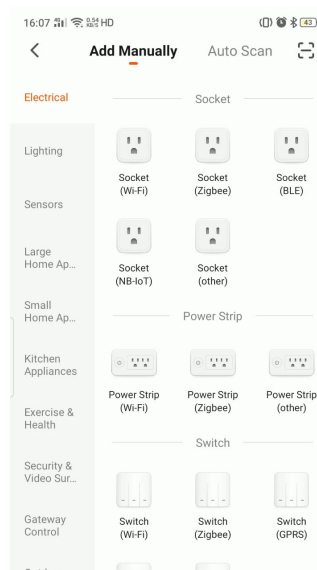 16:07 0.54 KB/S HD 43
Add Manually Auto Scan
Electrical
Lighting
Sensors
Large
Home Ap...
Small
Home Ap...
Kitchen
Appliances
Exercise &
Health
Security &
Video Sur...
Gateway
Control
Socket
Socket
(Wi-Fi)
Socket
(Zigbee)
Socket
(BLE)
Socket
(NB-IoT)
Socket
(other)
Power Strip
Power Strip
(Wi-Fi)
Power Strip
(Zigbee)
Power Strip
(other)
Switch
Switch
(Wi-Fi)
Switch
(Zigbee)
Switch
(GPRS)